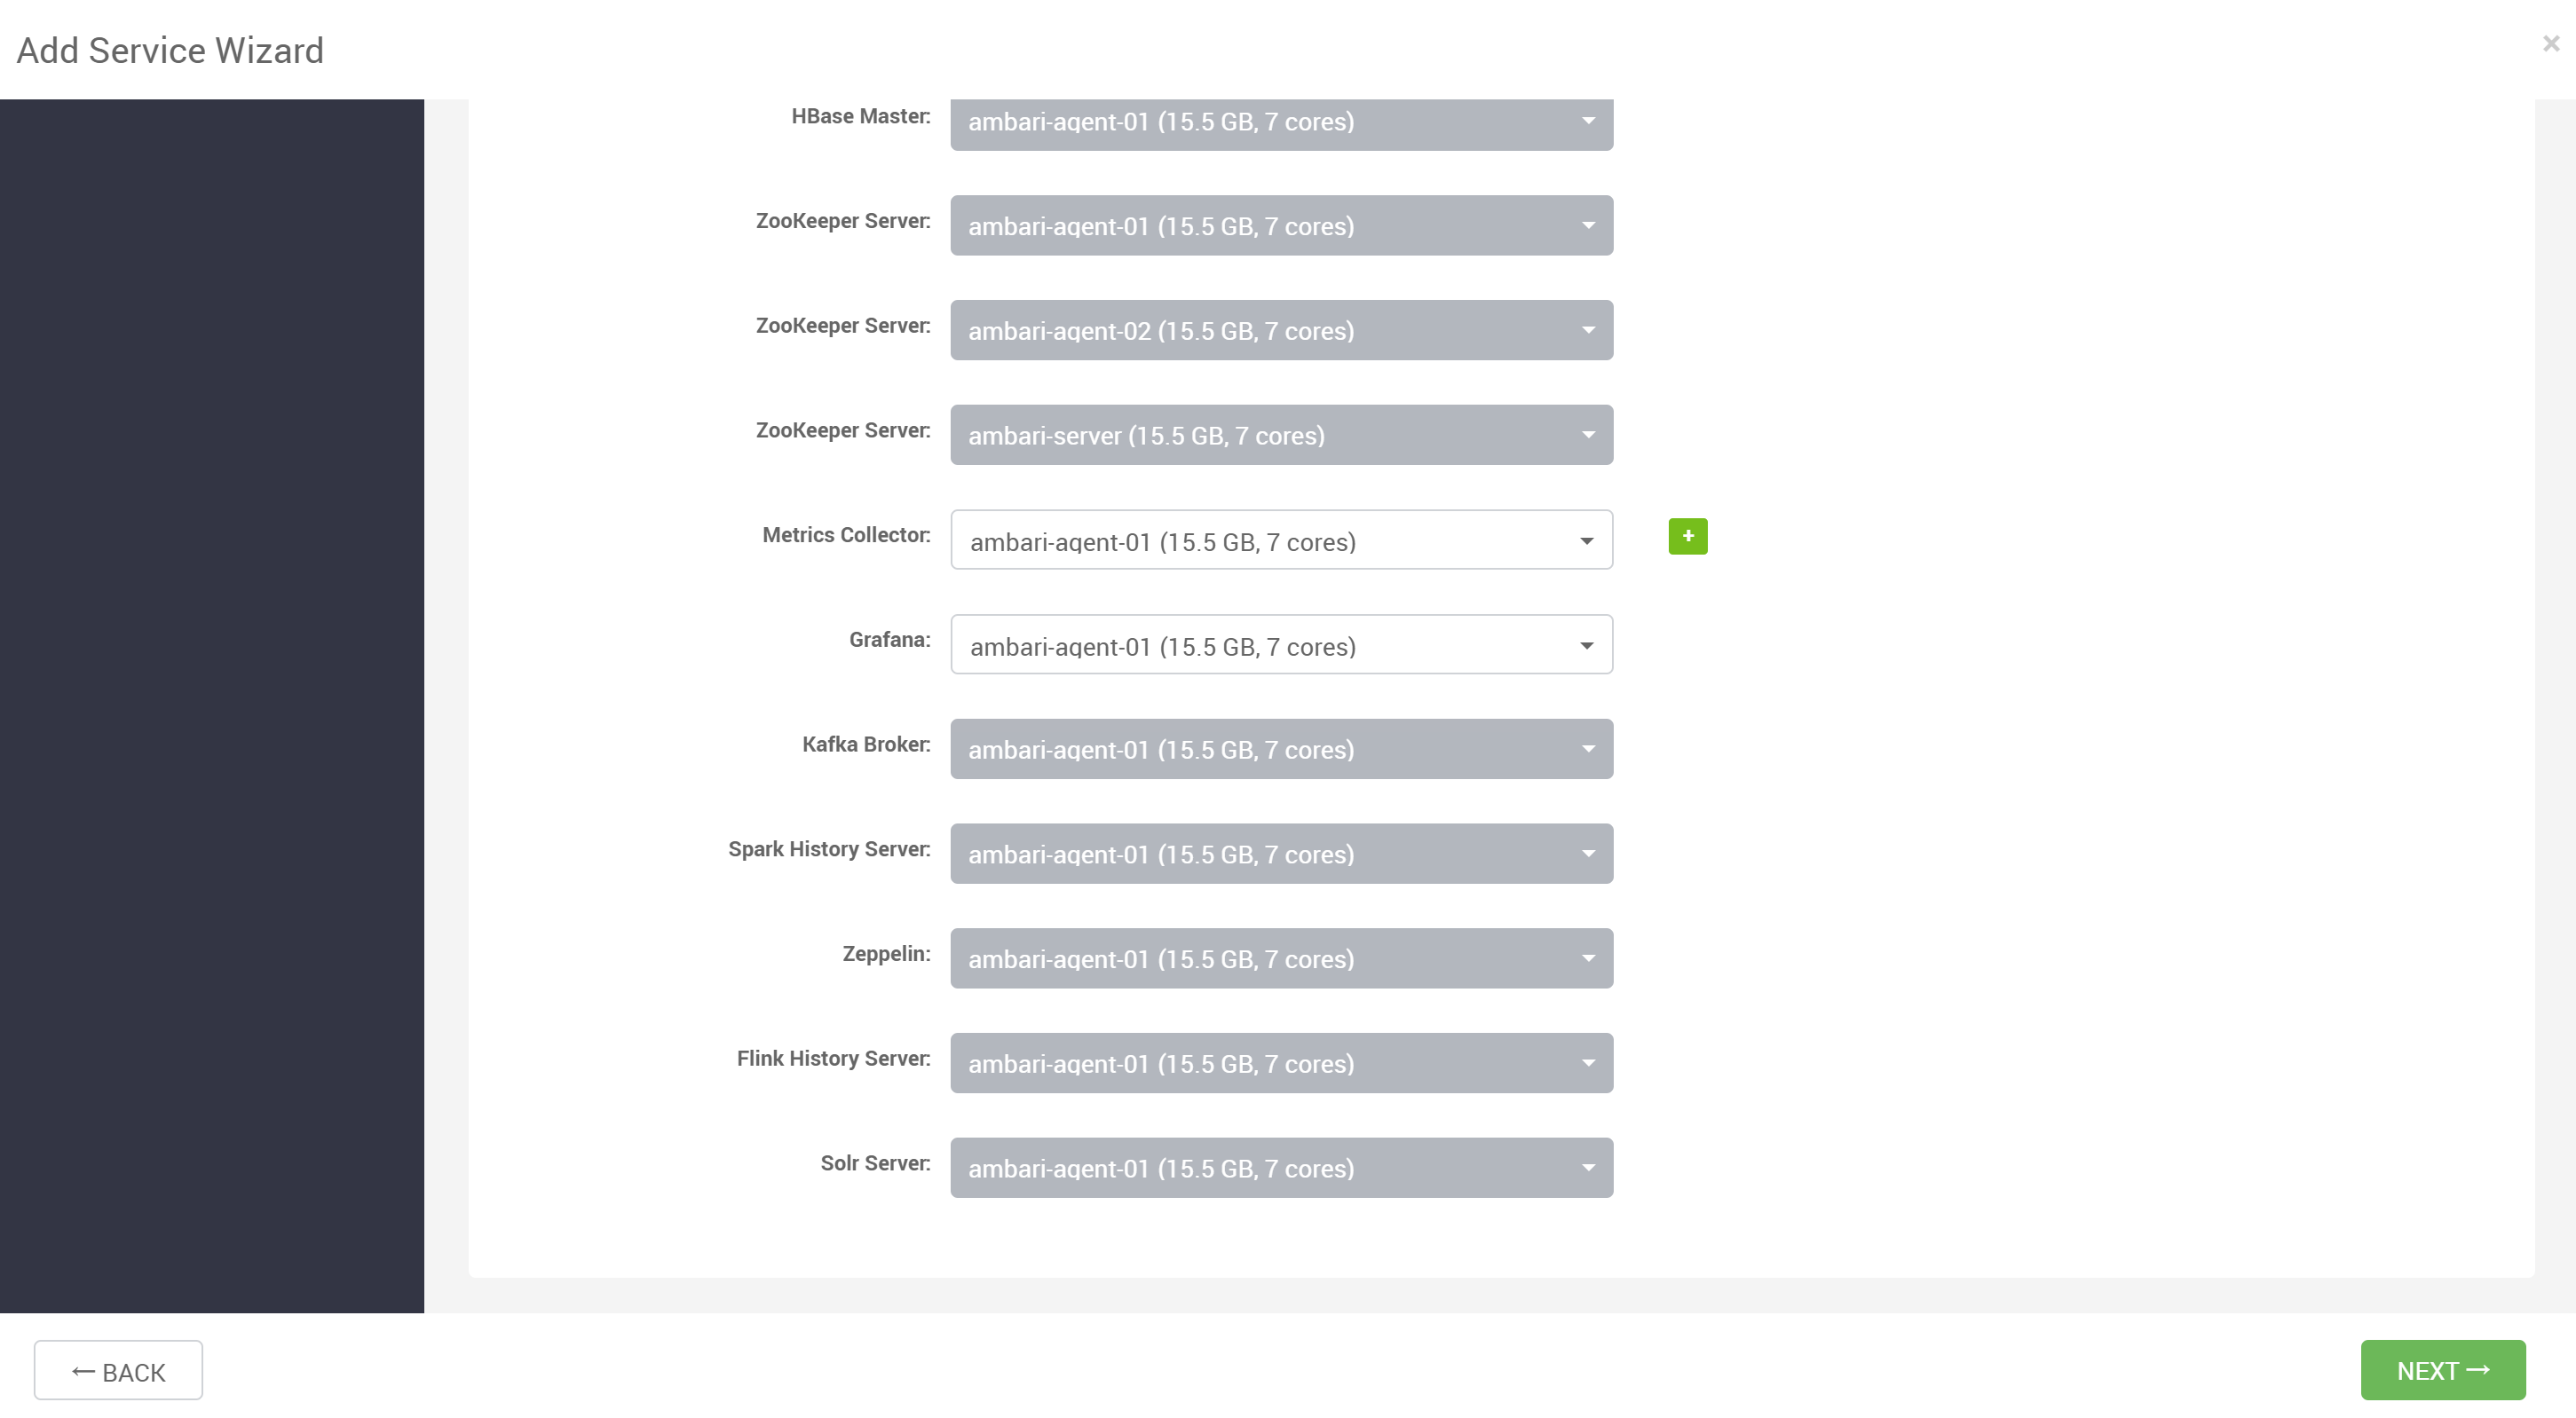 Add Service Wizard
×
HBase Master: ambari-agent-01 (15.5 GB, 7 cores)
ZooKeeper Server: ambari-agent-01 (15.5 GB, 7 cores)
ZooKeeper Server: ambari-agent-02 (15.5 GB, 7 cores)
ZooKeeper Server: ambari-server (15.5 GB, 7 cores)
Metrics Collector: ambari-agent-01 (15.5 GB, 7 cores) +
Grafana: ambari-agent-01 (15.5 GB, 7 cores)
Kafka Broker: ambari-agent-01 (15.5 GB, 7 cores)
Spark History Server: ambari-agent-01 (15.5 GB, 7 cores)
Zeppelin: ambari-agent-01 (15.5 GB, 7 cores)
Flink History Server: ambari-agent-01 (15.5 GB, 7 cores)
Solr Server: ambari-agent-01 (15.5 GB, 7 cores)
← BACK
NEXT →